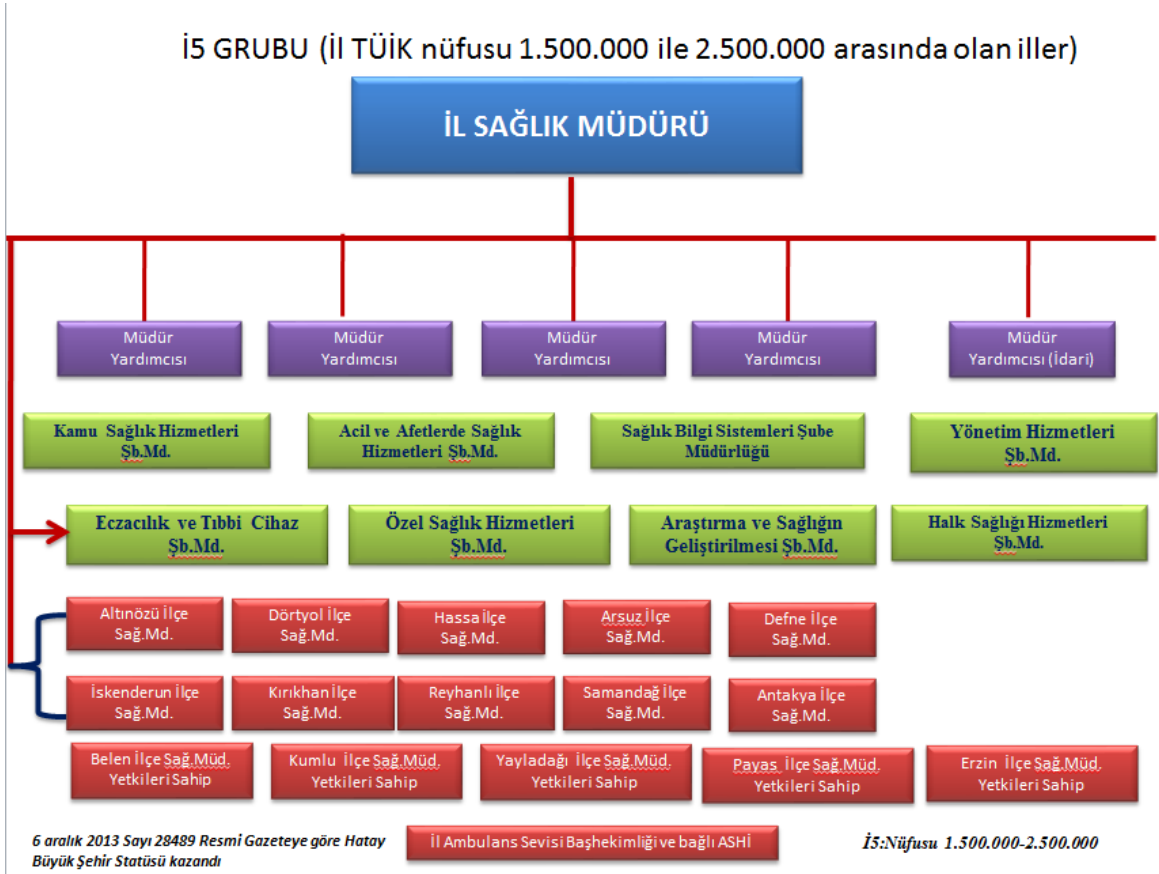 İ5 GRUBU (İl TÜİK nüfusu 1.500.000 ile 2.500.000 arasında olan iller)
İL SAĞLIK MÜDÜRÜ
Müdür
Yardımcısı
Müdür
Yardımcısı
Müdür
Yardımcısı
Müdür
Yardımcısı
Müdür
Yardımcısı (İdari)
Kamu Sağlık Hizmetleri
Şb.Md.
Acil ve Afetlerde Sağlık
Hizmetleri Şb.Md.
Sağlık Bilgi Sistemleri Şube
Müdürlüğü
Yönetim Hizmetleri
Şb.Md.
Eczacılık ve Tıbbi Cihaz
Şb.Md.
Özel Sağlık Hizmetleri
Şb.Md.
Araştırma ve Sağlığın
Geliştirilmesi Şb.Md.
Halk Sağlığı Hizmetleri
Şb.Md.
Altınözü İlçe
Sağ.Md.
Dörtyol İlçe
Sağ.Md.
Hassa İlçe
Sağ.Md.
Arsuz İlçe
Sağ.Md.
Defne İlçe
Sağ.Md.
İskenderun İlçe
Sağ.Md.
Kırıkhan İlçe
Sağ.Md.
Reyhanlı İlçe
Sağ.Md.
Samandağ İlçe
Sağ.Md.
Antakya İlçe
Sağ.Md.
Belen İlçe Sağ.Müd.
Yetkileri Sahip
Kumlu İlçe Sağ.Müd.
Yetkileri Sahip
Yayladağı İlçe Sağ.Müd.
Yetkileri Sahip
Payas İlçe Sağ.Müd.
Yetkileri Sahip
Erzin İlçe Sağ.Müd.
Yetkileri Sahip
6 aralık 2013 Sayı 28489 Resmi Gazeteye göre Hatay
Büyük Şehir Statüsü kazandı
İl Ambulans Sevisi Başhekimliği ve bağlı ASHİ
İ5:Nüfusu 1.500.000-2.500.000